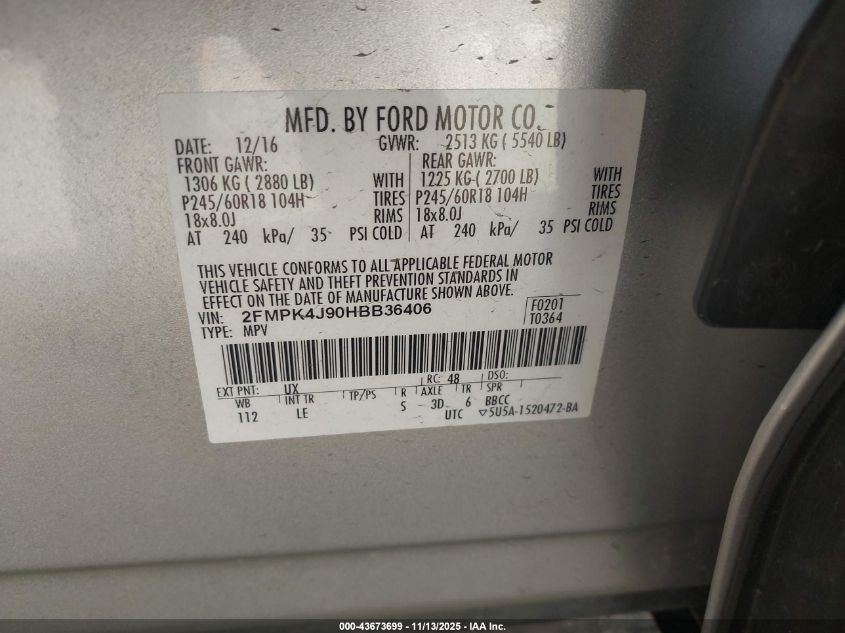 MFD. BY FORD MOTOR CO.
DATE: 12/16 GVWR: 2513 KG ( 5540 LB)
FRONT GAWR: REAR GAWR:
1306 KG ( 2880 LB) WITH 1225 KG ( 2700 LB) WITH
P245/60R18 104H TIRES P245/60R18 104H TIRES
18x8.0J RIMS 18x8.0J RIMS
AT 240 kPa/ 35 PSI COLD AT 240 kPa/ 35 PSI COLD
THIS VEHICLE CONFORMS TO ALL APPLICABLE FEDERAL MOTOR
VEHICLE SAFETY AND THEFT PREVENTION STANDARDS IN
EFFECT ON THE DATE OF MANUFACTURE SHOWN ABOVE.
VIN: 2FMPK4J90HBB36406 F0201
TYPE: MPV T0364
EXT PNT: UX RC: 48 DSO:
WB INT TR TP/PS R AXLE TR SPR
112 LE S 3D 6 BBCC
UTC ▽5U5A-1520472-BA
000-43673699 - 11/13/2025 - IAA Inc.